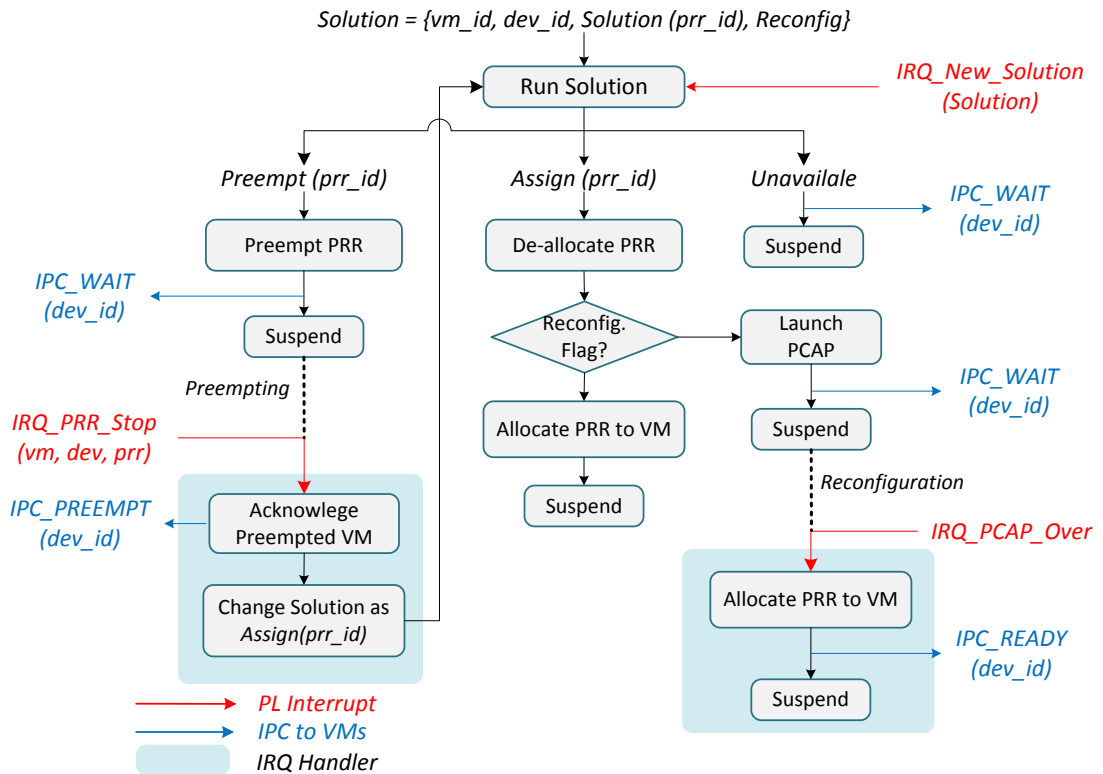 Solution = {vm_id, dev_id, Solution (prr_id), Reconfig}
Run Solution
IRQ_New_Solution
(Solution)
Preempt (prr_id)
Assign (prr_id)
Unavailale
Preempt PRR
De-allocate PRR
IPC_WAIT
(dev_id)
Suspend
IPC_WAIT
(dev_id)
Suspend
Reconfig.
Flag?
Launch
PCAP
IPC_WAIT
(dev_id)
Preempting
Allocate PRR to VM
Suspend
IRQ_PRR_Stop
(vm, dev, prr)
Suspend
Reconfiguration
IPC_PREEMPT
(dev_id)
Acknowlege
Preempted VM
IRQ_PCAP_Over
Change Solution as
Assign(prr_id)
Allocate PRR to VM
IPC_READY
(dev_id)
Suspend
PL Interrupt
IPC to VMs
IRQ Handler